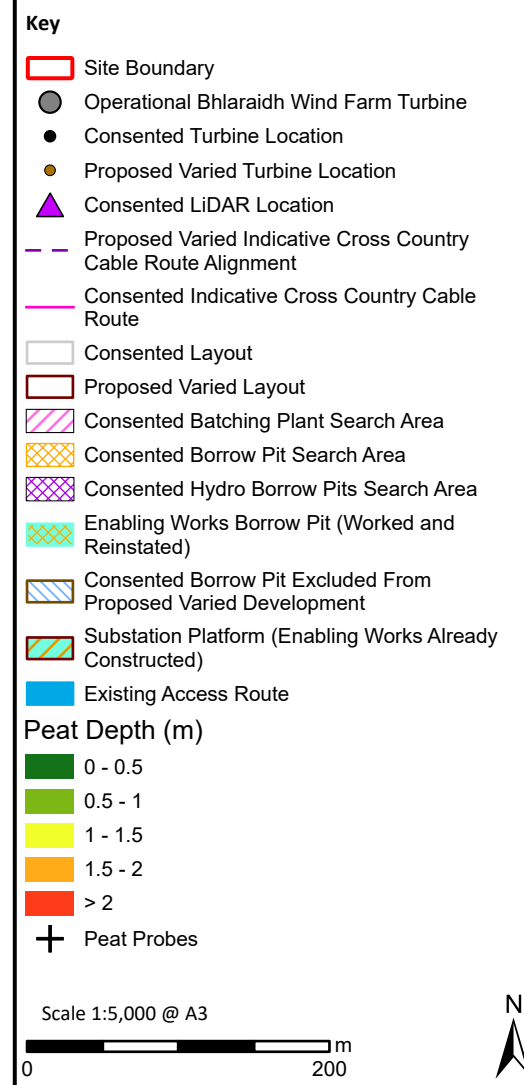 Key
Site Boundary
Operational Bhlaraidh Wind Farm Turbine
Consented Turbine Location
Proposed Varied Turbine Location
Consented LiDAR Location
Proposed Varied Indicative Cross Country
Cable Route Alignment
Consented Indicative Cross Country Cable
Route
Consented Layout
Proposed Varied Layout
Consented Batching Plant Search Area
Consented Borrow Pit Search Area
Consented Hydro Borrow Pits Search Area
Enabling Works Borrow Pit (Worked and
Reinstated)
Consented Borrow Pit Excluded From
Proposed Varied Development
Substation Platform (Enabling Works Already
Constructed)
Existing Access Route
Peat Depth (m)
0 - 0.5
0.5 - 1
1 - 1.5
1.5 - 2
> 2
Peat Probes
Scale 1:5,000 @ A3
N
m
0 200